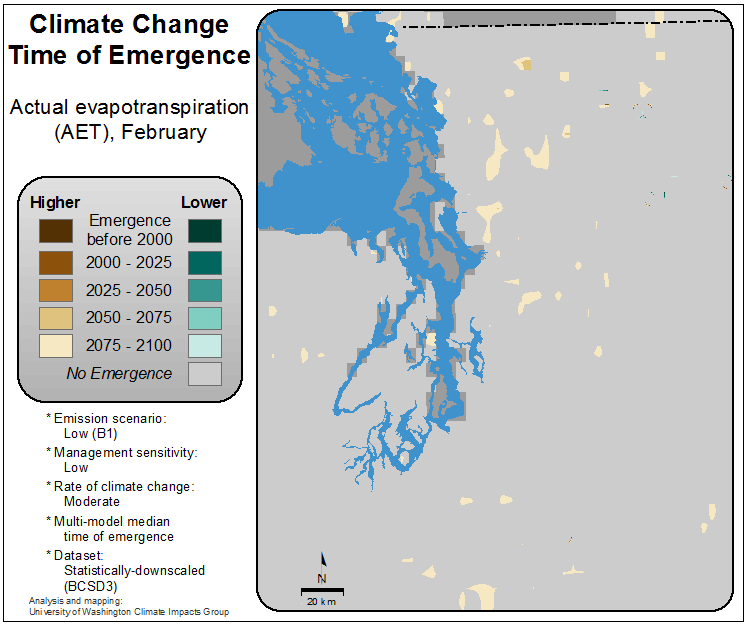 Climate Change
Time of Emergence
Actual evapotranspiration
(AET), February
Higher
Lower
Emergence
before 2000
2000 - 2025
2025 - 2050
2050 - 2075
2075 - 2100
No Emergence
* Emission scenario:
Low (B1)
* Management sensitivity:
Low
* Rate of climate change:
Moderate
* Multi-model median
time of emergence
* Dataset:
Statistically-downscaled
(BCSD3)
Analysis and mapping:
University of Washington Climate Impacts Group
N
20 km